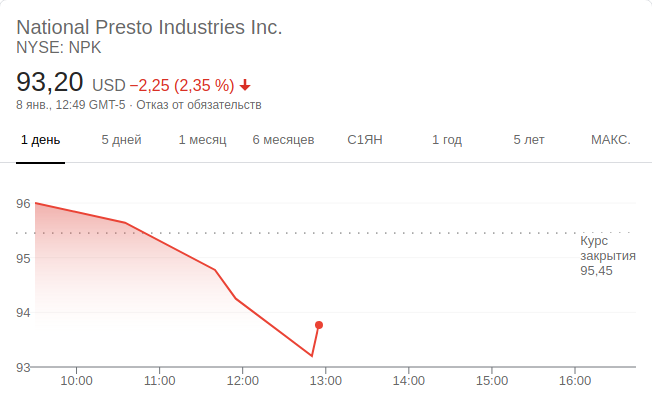 National Presto Industries Inc.
NYSE: NPK
93,20 USD −2,25 (2,35 %)
8 янв., 12:49 GMT-5 · Отказ от обязательств
1 день 5 дней 1 месяц 6 месяцев С1ЯН 1 год 5 лет МАКС.
96
Курс
закрытия
95,45
95
94
93
10:00 11:00 12:00 13:00 14:00 15:00 16:00